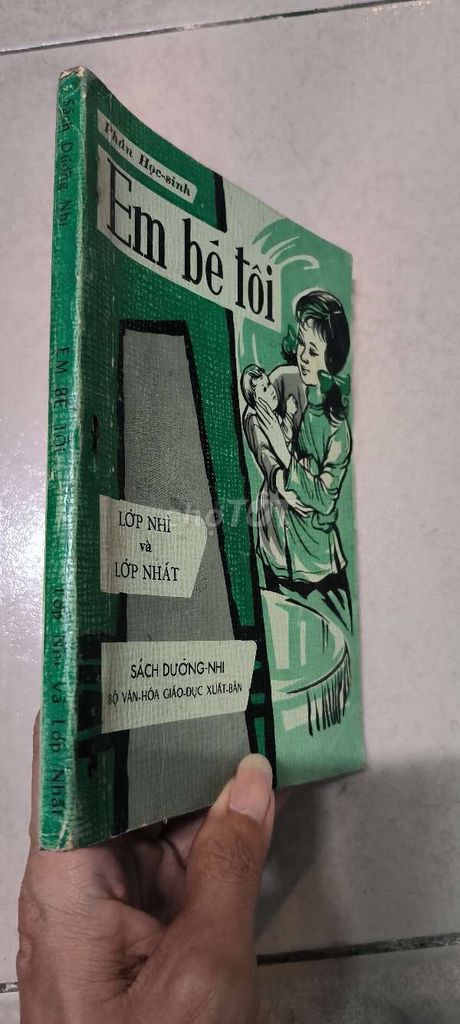 Phần Học-sinh
Em bé tôi
LỚP NHÌ
và
LỚP NHẤT
SÁCH DƯỠNG-NHI
BỘ VĂN-HÓA GIÁO-DỤC XUẤT-BẢN
Sách Dưỡng Nhi EM BÉ TÔI Lớp Nhì Và Lớp Nhất